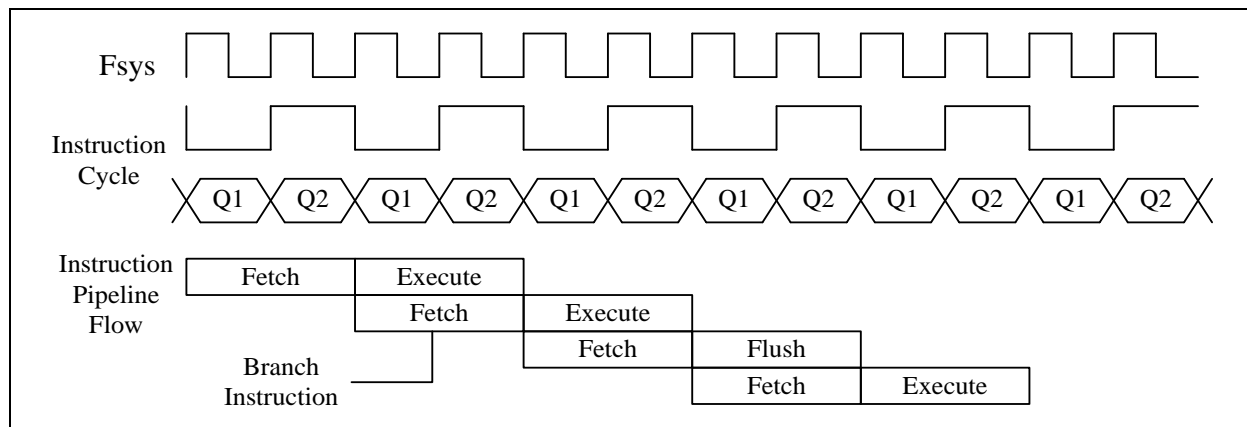 Fsys
Instruction
Cycle
Q1 Q2 Q1 Q2 Q1 Q2 Q1 Q2 Q1 Q2 Q1 Q2
Instruction
Pipeline
Flow
Fetch Execute
Fetch Execute
Fetch Flush
Fetch Execute
Branch
Instruction